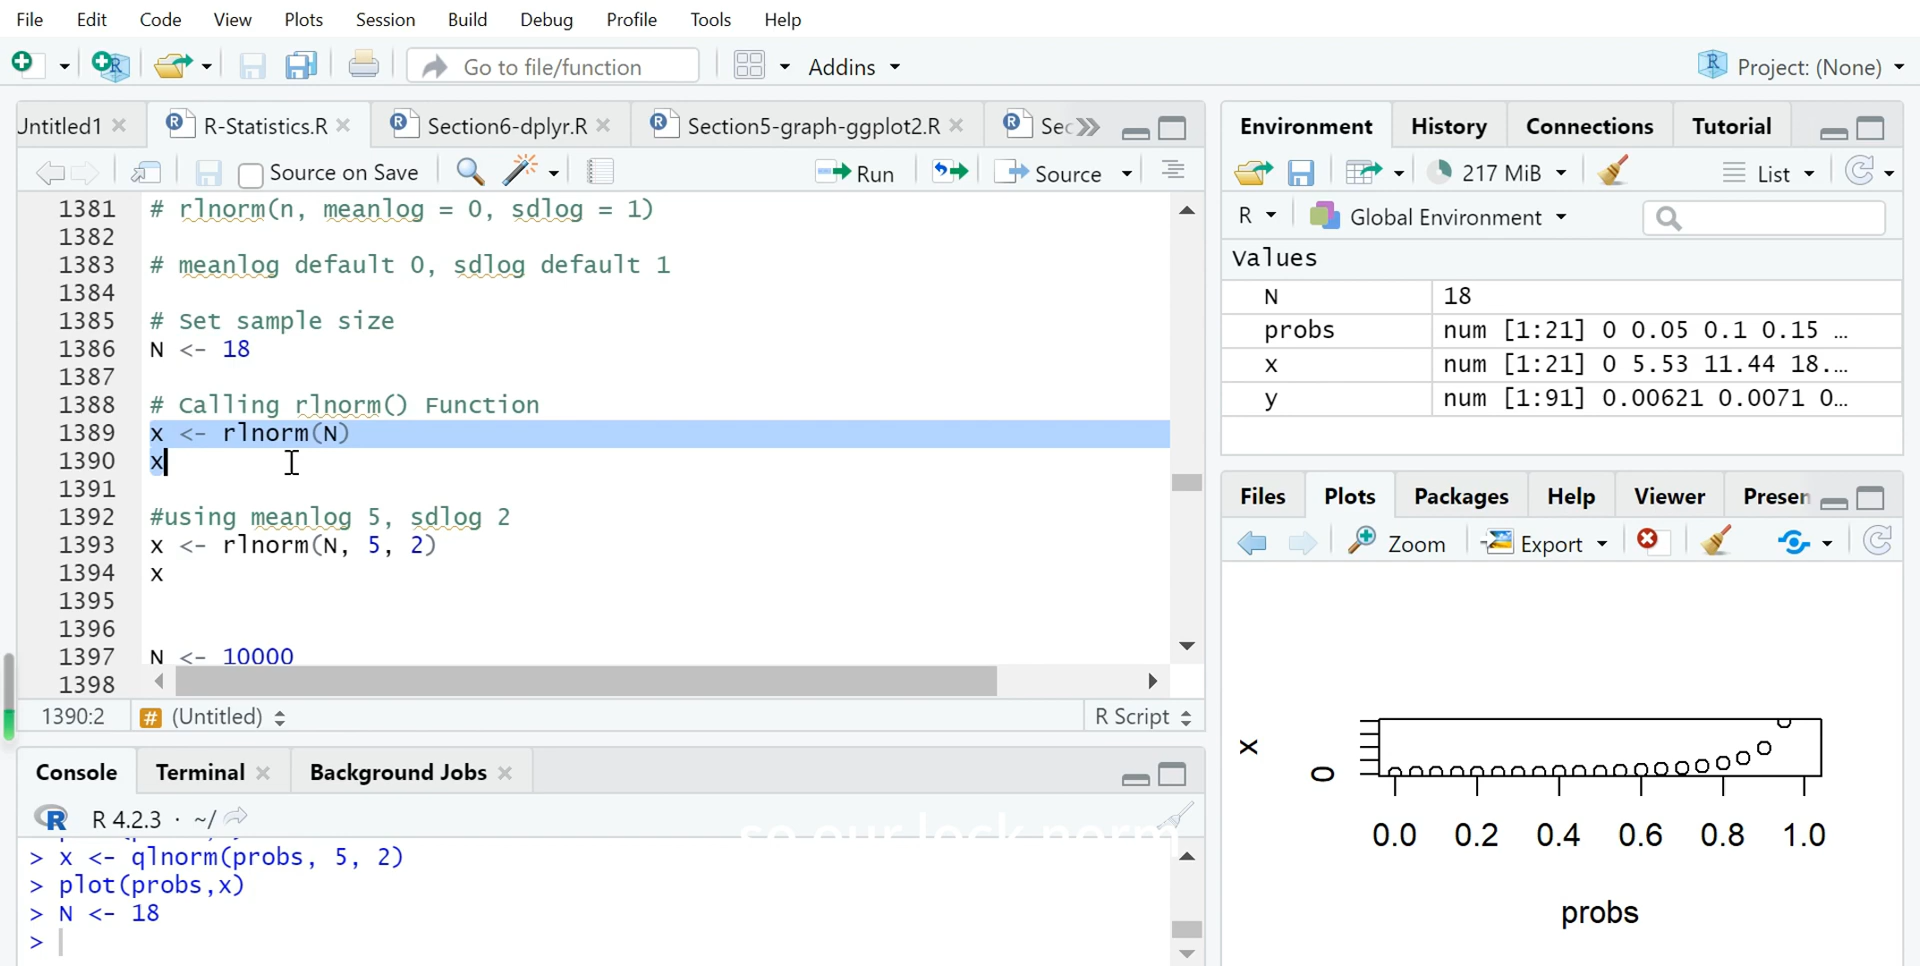 File Edit Code View Plots Session Build Debug Profile Tools Help
Go to file/function Addins Project: (None)
Untitled1 R-Statistics.R Section6-dplyr.R Section5-graph-ggplot2.R Sec
Source on Save Run Source
1381 # rlnorm(n, meanlog = 0, sdlog = 1)
1382
1383 # meanlog default 0, sdlog default 1
1384
1385 # Set sample size
1386 N <- 18
1387
1388 # Calling rlnorm() Function
1389 x <- rlnorm(N)
1390 x
1391
1392 #using meanlog 5, sdlog 2
1393 x <- rlnorm(N, 5, 2)
1394 x
1395
1396
1397 N <- 10000
1398
1390:2 # (Untitled) R Script
Console Terminal Background Jobs
R 4.2.3 · ~/
> x <- qlnorm(probs, 5, 2)
> plot(probs,x)
> N <- 18
>
so our lock norm
Environment History Connections Tutorial
217 MiB List
R Global Environment
Values
N 18
probs num [1:21] 0 0.05 0.1 0.15 ...
x num [1:21] 0 5.53 11.44 18....
y num [1:91] 0.00621 0.0071 0...
Files Plots Packages Help Viewer Presen
Zoom Export
x
0
0.0 0.2 0.4 0.6 0.8 1.0
probs